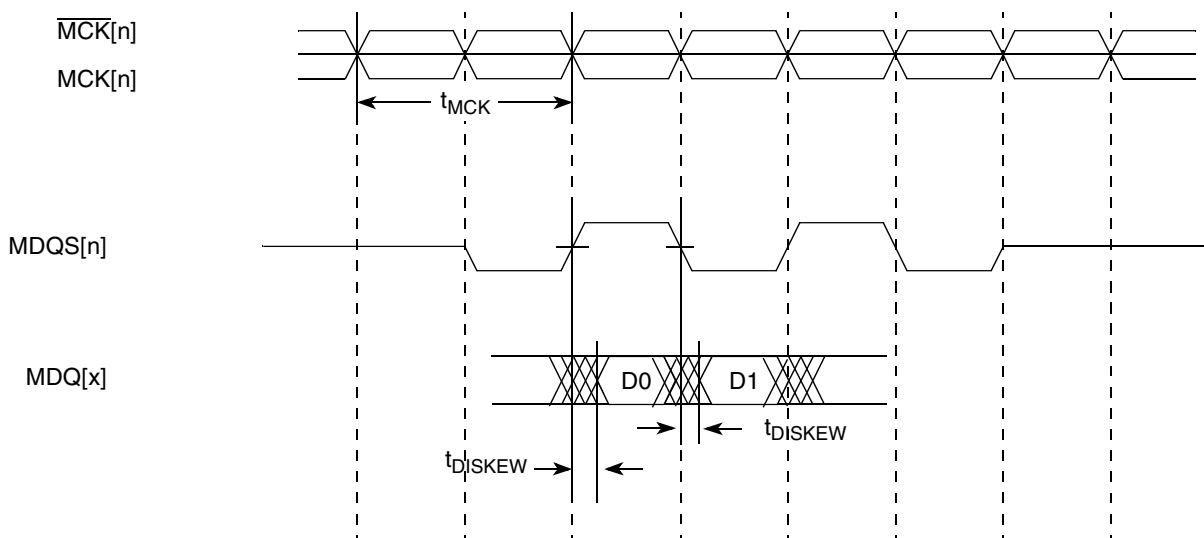 MCK[n]
MCK[n]
tMCK
MDQS[n]
MDQ[x]
D0
D1
tDISKEW
tDISKEW